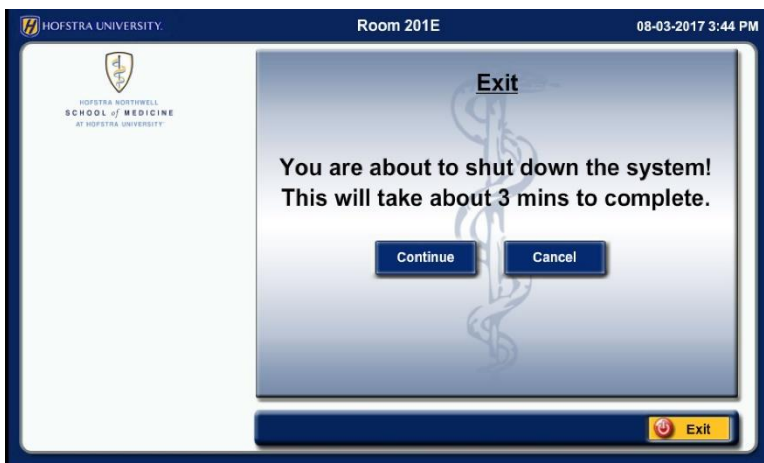 HOFSTRA UNIVERSITY.
Room 201E
08-03-2017 3:44 PM
HOFSTRA NORTHWELL
SCHOOL of MEDICINE
AT HOFSTRA UNIVERSITY
Exit
You are about to shut down the system!
This will take about 3 mins to complete.
Continue
Cancel
Exit